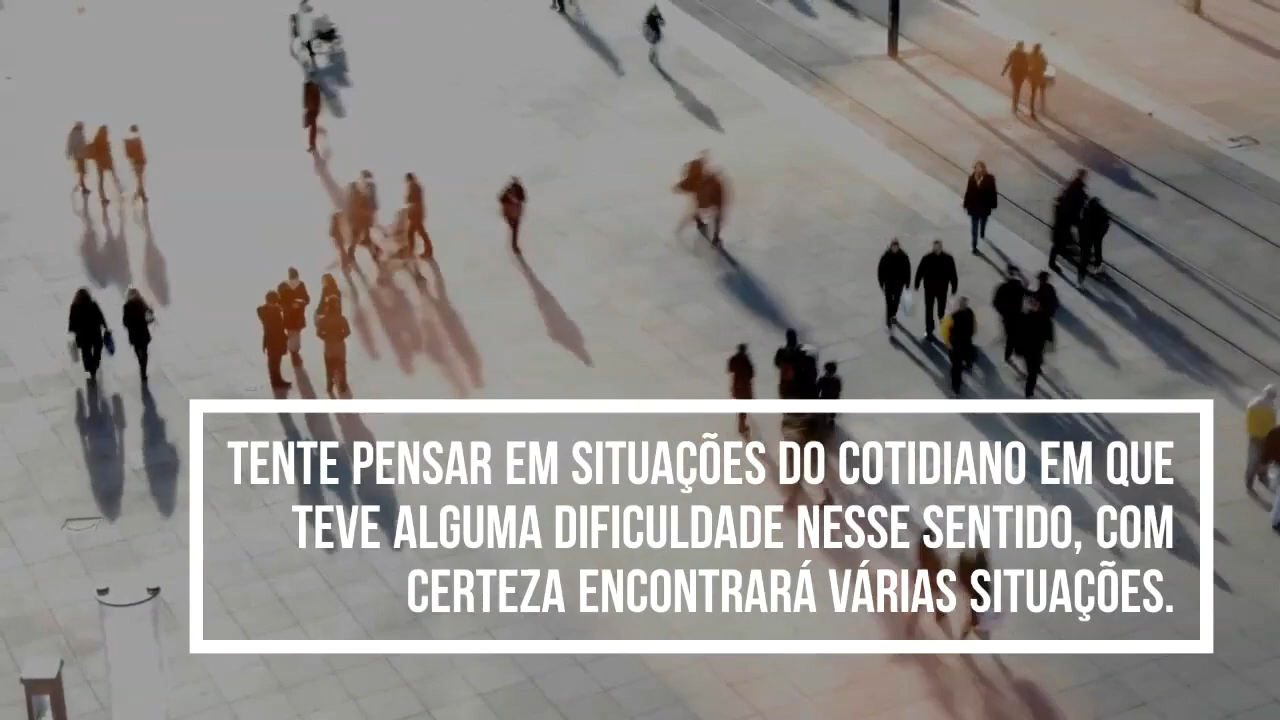 TENTE PENSAR EM SITUAÇÕES DO COTIDIANO EM QUE
TEVE ALGUMA DIFICULDADE NESSE SENTIDO, COM
CERTEZA ENCONTRARÁ VÁRIAS SITUAÇÕES.